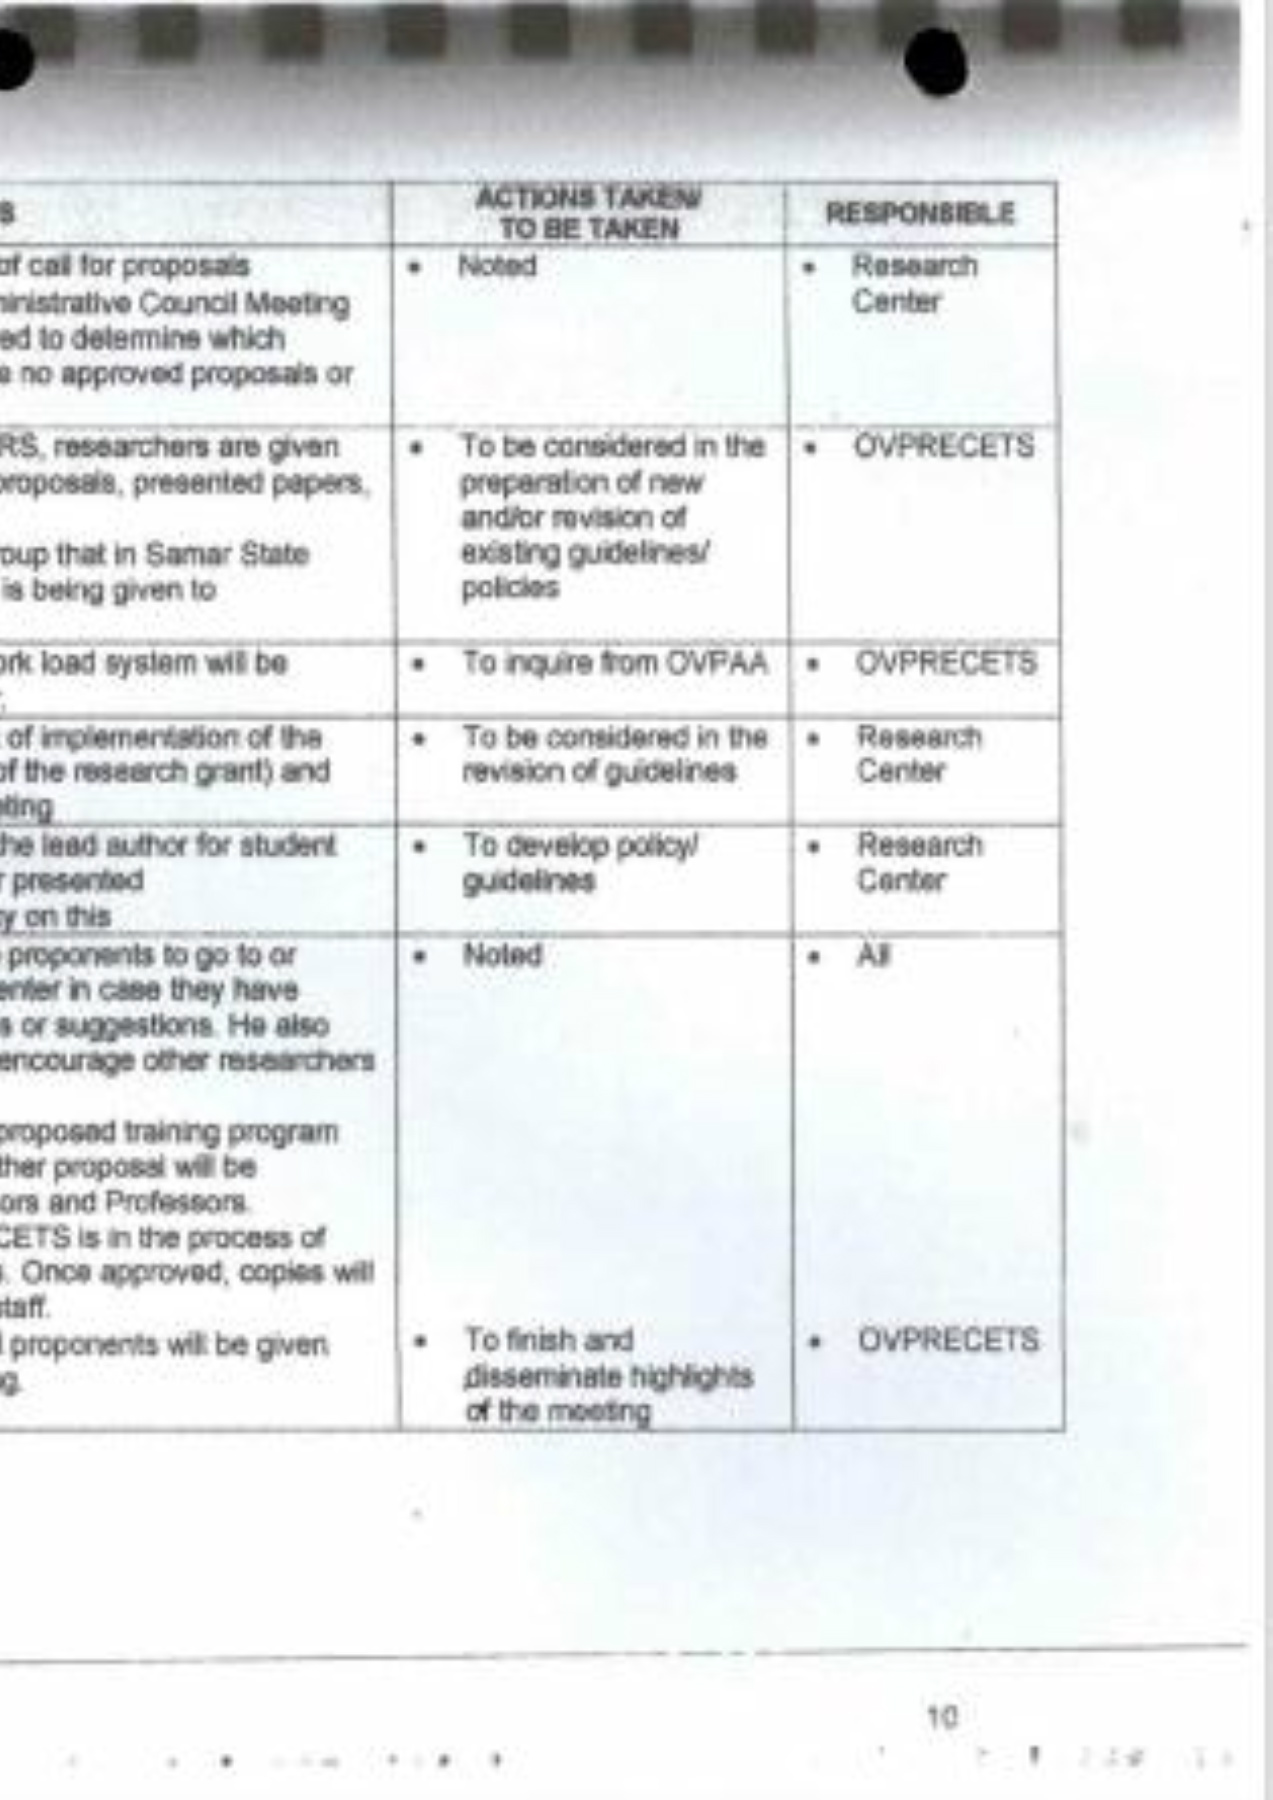 S
ACTIONS TAKEN/
TO BE TAKEN
RESPONSIBLE
of call for proposals
ministrative Council Meeting
ed to determine which
e no approved proposals or
• Noted
• Research
Center
RS, researchers are given
proposals, presented papers,
roup that in Samar State
is being given to
• To be considered in the
preparation of new
and/or revision of
existing guidelines/
policies
• OVPRECETS
ork load system will be
• To inquire from OVPAA
• OVPRECETS
of implementation of the
of the research grant) and
eting
• To be considered in the
revision of guidelines
• Research
Center
the lead author for student
r presented
cy on this
• To develop policy/
guidelines
• Research
Center
proponents to go to or
enter in case they have
s or suggestions. He also
encourage other researchers
proposed training program
ther proposal will be
ors and Professors.
CETS is in the process of
s. Once approved, copies will
staff.
l proponents will be given
g.
• Noted
• All
• To finish and
disseminate highlights
of the meeting
• OVPRECETS
10